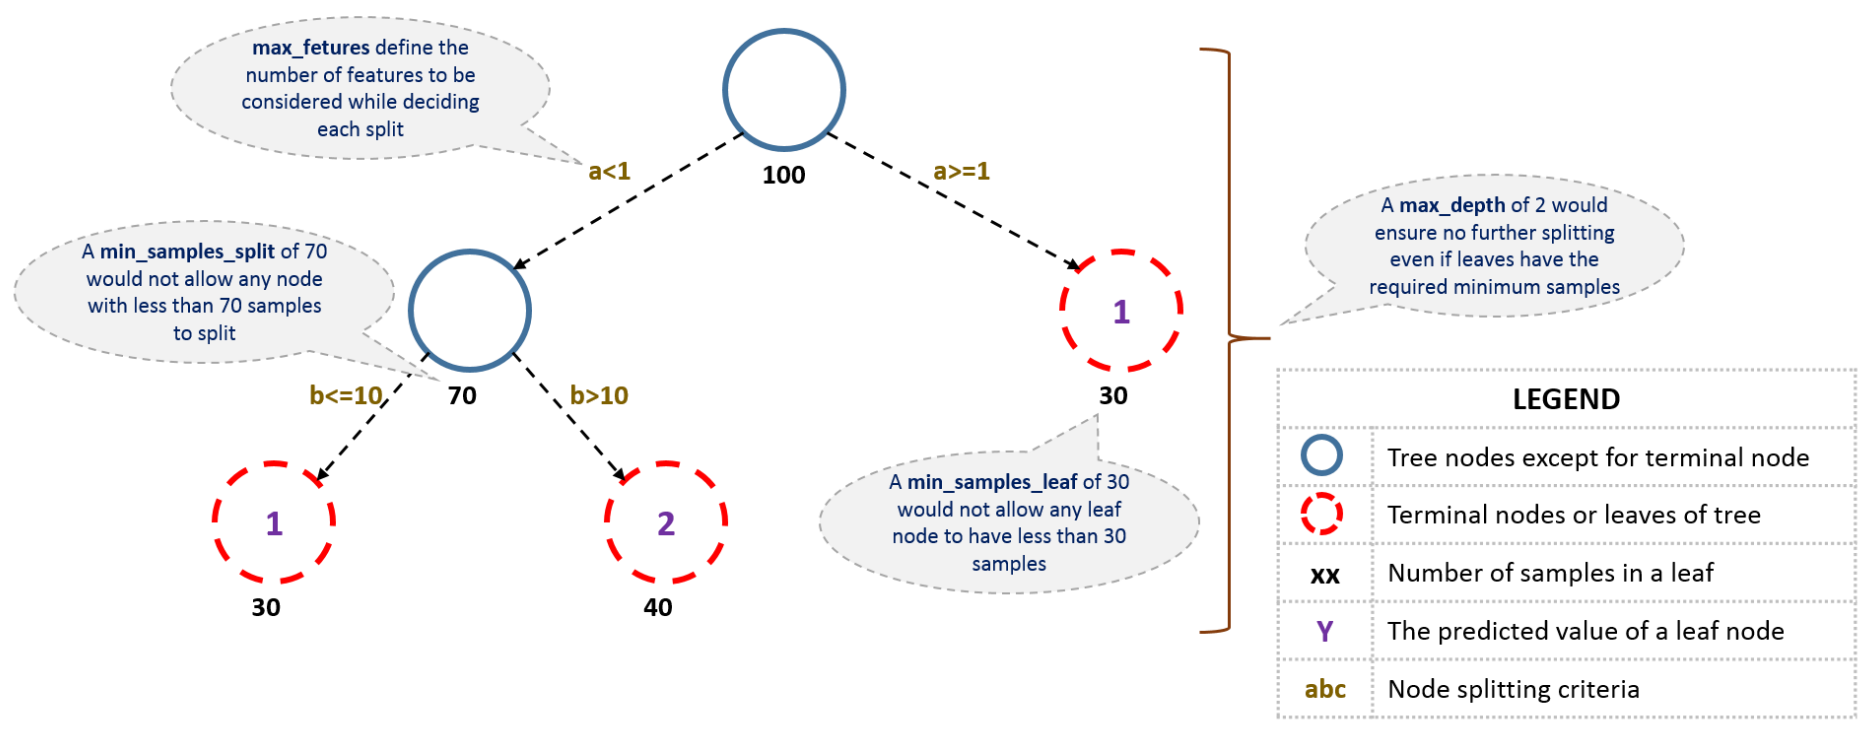 max_fetures define the
number of features to be
considered while deciding
each split
100
a<1
a>=1
A min_samples_split of 70
would not allow any node
with less than 70 samples
to split
A max_depth of 2 would
ensure no further splitting
even if leaves have the
required minimum samples
1
30
70
b<=10
b>10
1
30
2
40
A min_samples_leaf of 30
would not allow any leaf
node to have less than 30
samples
LEGEND
Tree nodes except for terminal node
Terminal nodes or leaves of tree
xx Number of samples in a leaf
Y The predicted value of a leaf node
abc Node splitting criteria